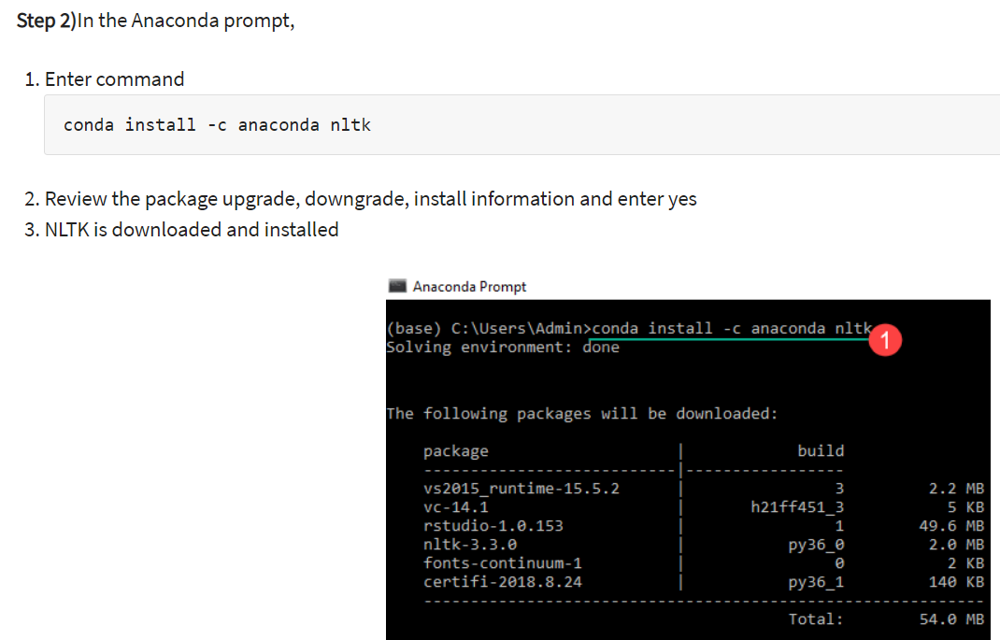 Step 2)In the Anaconda prompt,
1. Enter command
conda install -c anaconda nltk
2. Review the package upgrade, downgrade, install information and enter yes
3. NLTK is downloaded and installed
Anaconda Prompt
(base) C:\Users\Admin>conda install -c anaconda nltk 1
Solving environment: done
The following packages will be downloaded:
package | build
---------------------------|-----------------
vs2015_runtime-15.5.2 | 3 2.2 MB
vc-14.1 | h21ff451_3 5 KB
rstudio-1.0.153 | 1 49.6 MB
nltk-3.3.0 | py36_0 2.0 MB
fonts-continuum-1 | 0 2 KB
certifi-2018.8.24 | py36_1 140 KB
------------------------------------------------------------
Total: 54.0 MB